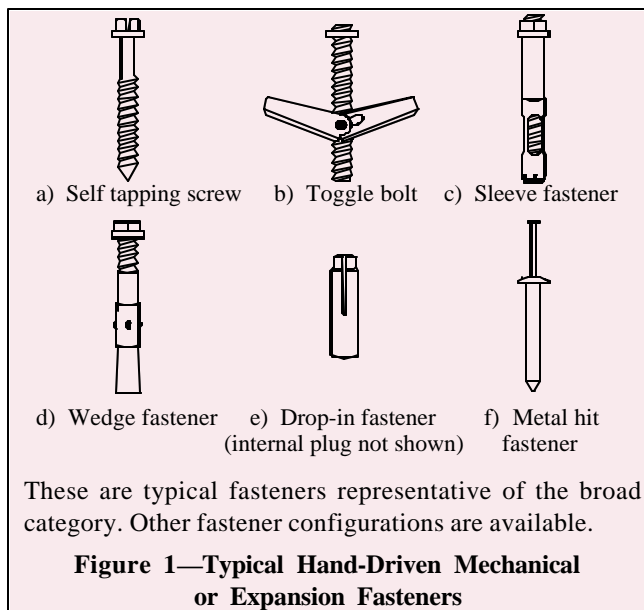 a) Self tapping screw b) Toggle bolt c) Sleeve fastener
d) Wedge fastener e) Drop-in fastener f) Metal hit
(internal plug not shown) fastener
These are typical fasteners representative of the broad
category. Other fastener configurations are available.
Figure 1—Typical Hand-Driven Mechanical
or Expansion Fasteners